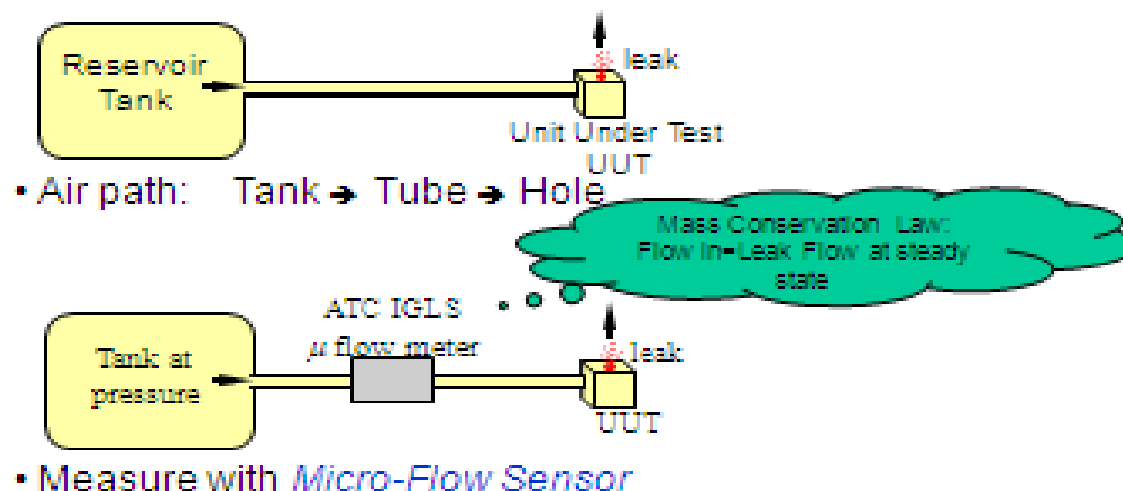 Reservoir
Tank
leak
Unit Under Test
UUT
• Air path: Tank ➔ Tube ➔ Hole
Mass Conservation Law:
Flow In=Leak Flow at steady
state
ATC IGLS
μ flow meter
Tank at
pressure
leak
UUT
• Measure with Micro-Flow Sensor